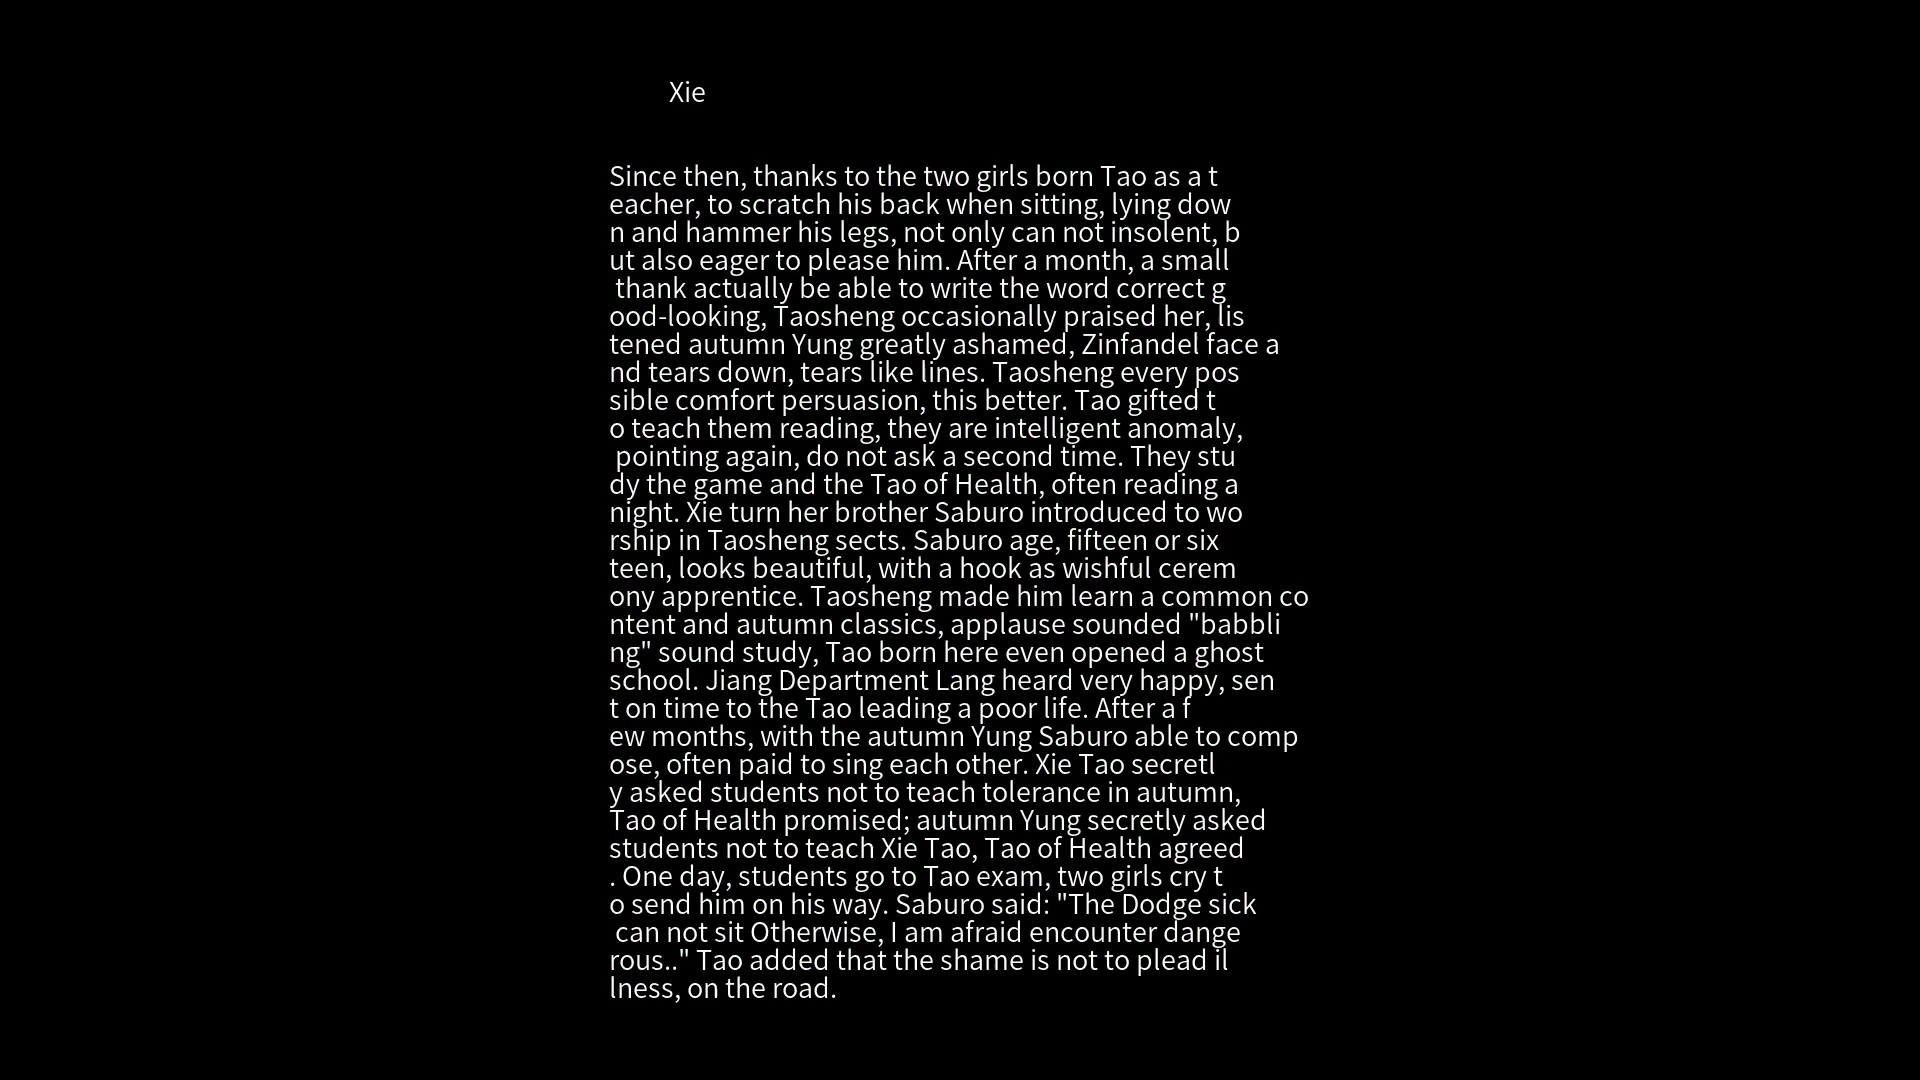 Xie
Since then, thanks to the two girls born Tao as a t
eacher, to scratch his back when sitting, lying dow
n and hammer his legs, not only can not insolent, b
ut also eager to please him. After a month, a small
thank actually be able to write the word correct g
ood-looking, Taosheng occasionally praised her, lis
tened autumn Yung greatly ashamed, Zinfandel face a
nd tears down, tears like lines. Taosheng every pos
sible comfort persuasion, this better. Tao gifted t
o teach them reading, they are intelligent anomaly,
pointing again, do not ask a second time. They stu
dy the game and the Tao of Health, often reading a
night. Xie turn her brother Saburo introduced to wo
rship in Taosheng sects. Saburo age, fifteen or six
teen, looks beautiful, with a hook as wishful cerem
ony apprentice. Taosheng made him learn a common co
ntent and autumn classics, applause sounded "babbli
ng" sound study, Tao born here even opened a ghost
school. Jiang Department Lang heard very happy, sen
t on time to the Tao leading a poor life. After a f
ew months, with the autumn Yung Saburo able to comp
ose, often paid to sing each other. Xie Tao secretl
y asked students not to teach tolerance in autumn,
Tao of Health promised; autumn Yung secretly asked
students not to teach Xie Tao, Tao of Health agreed
. One day, students go to Tao exam, two girls cry t
o send him on his way. Saburo said: "The Dodge sick
can not sit Otherwise, I am afraid encounter dange
rous.." Tao added that the shame is not to plead il
lness, on the road.